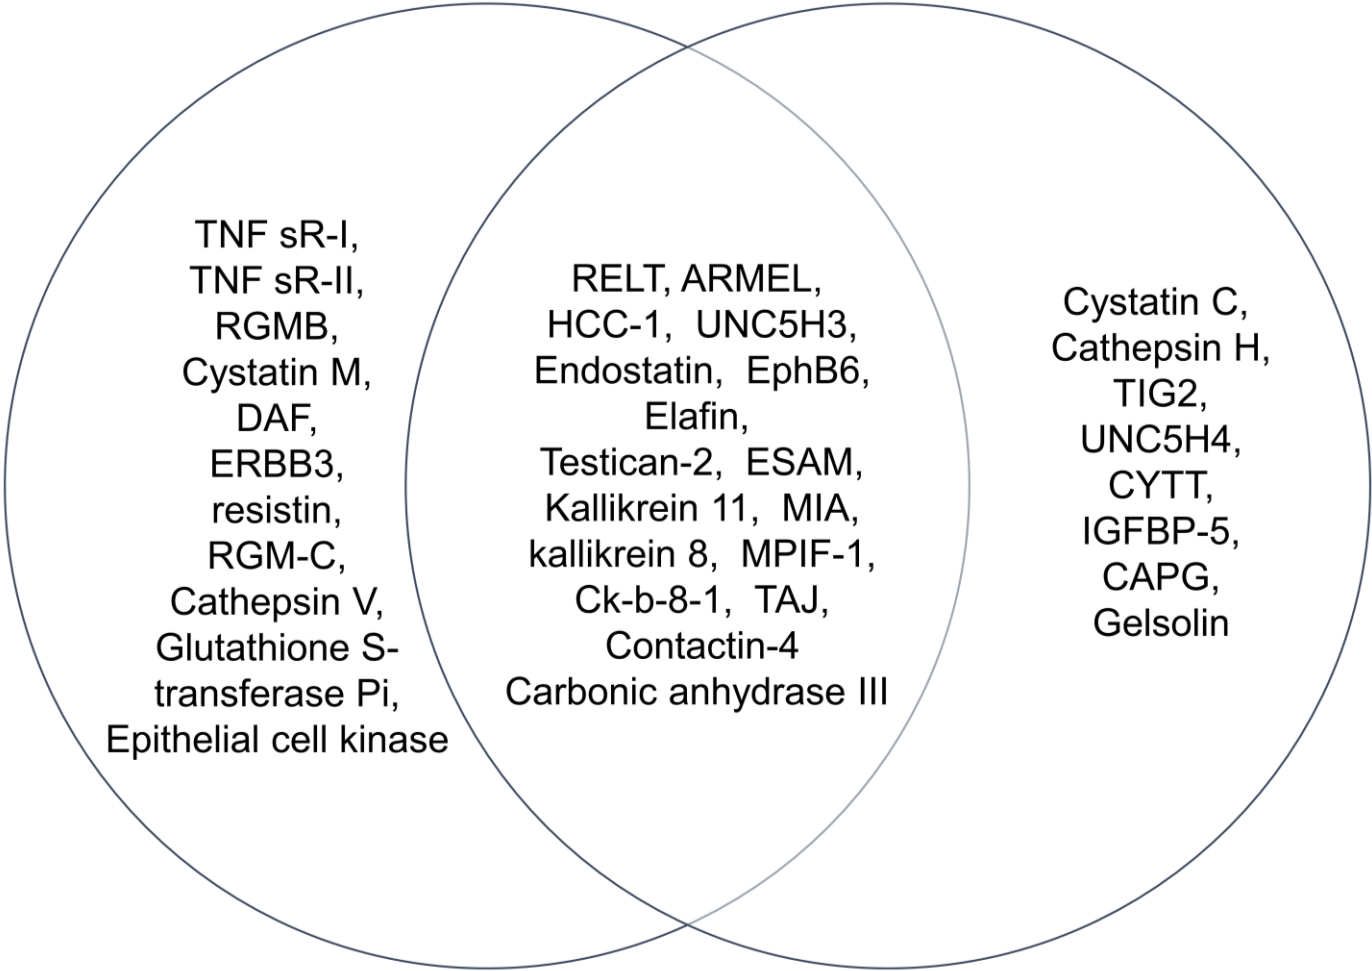 TNF sR-I,
TNF sR-II,
RGMB,
Cystatin M,
DAF,
ERBB3,
resistin,
RGM-C,
Cathepsin V,
Glutathione S-
transferase Pi,
Epithelial cell kinase
RELT, ARMEL,
HCC-1, UNC5H3,
Endostatin, EphB6,
Elafin,
Testican-2, ESAM,
Kallikrein 11, MIA,
kallikrein 8, MPIF-1,
Ck-b-8-1, TAJ,
Contactin-4
Carbonic anhydrase III
Cystatin C,
Cathepsin H,
TIG2,
UNC5H4,
CYTT,
IGFBP-5,
CAPG,
Gelsolin